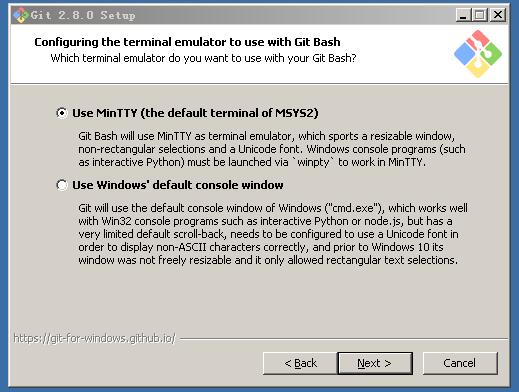 Git 2.8.0 Setup
Configuring the terminal emulator to use with Git Bash
Which terminal emulator do you want to use with your Git Bash?
Use MinTTY (the default terminal of MSYS2)
Git Bash will use MinTTY as terminal emulator, which sports a resizable window,
non-rectangular selections and a Unicode font. Windows console programs (such
as interactive Python) must be launched via `winpty` to work in MinTTY.
Use Windows' default console window
Git will use the default console window of Windows ("cmd.exe"), which works well
with Win32 console programs such as interactive Python or node.js, but has a
very limited default scroll-back, needs to be configured to use a Unicode font in
order to display non-ASCII characters correctly, and prior to Windows 10 its
window was not freely resizable and it only allowed rectangular text selections.
https://git-for-windows.github.io/
< Back
Next >
Cancel